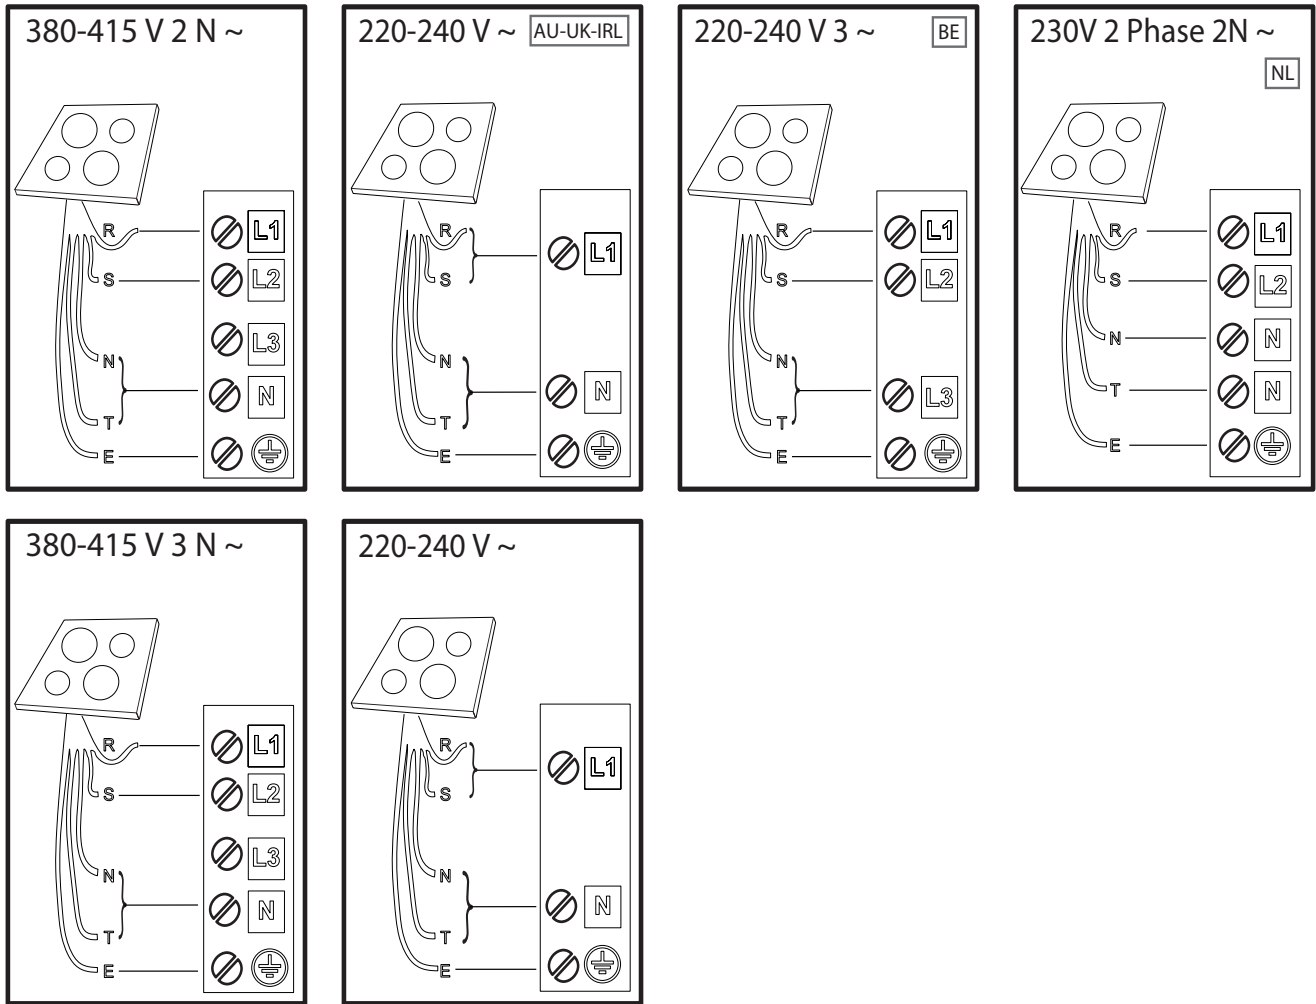 380-415 V 2 N ~
R L1
S L2
L3
N
N
T
E
220-240 V ~ AU-UK-IRL
R
L1
S
N
N
T
E
220-240 V 3 ~ BE
R L1
S L2
N
L3
T
E
230V 2 Phase 2N ~
NL
R L1
S L2
N N
T N
E
380-415 V 3 N ~
R L1
S L2
L3
N
N
T
E
220-240 V ~
R
L1
S
N
N
T
E